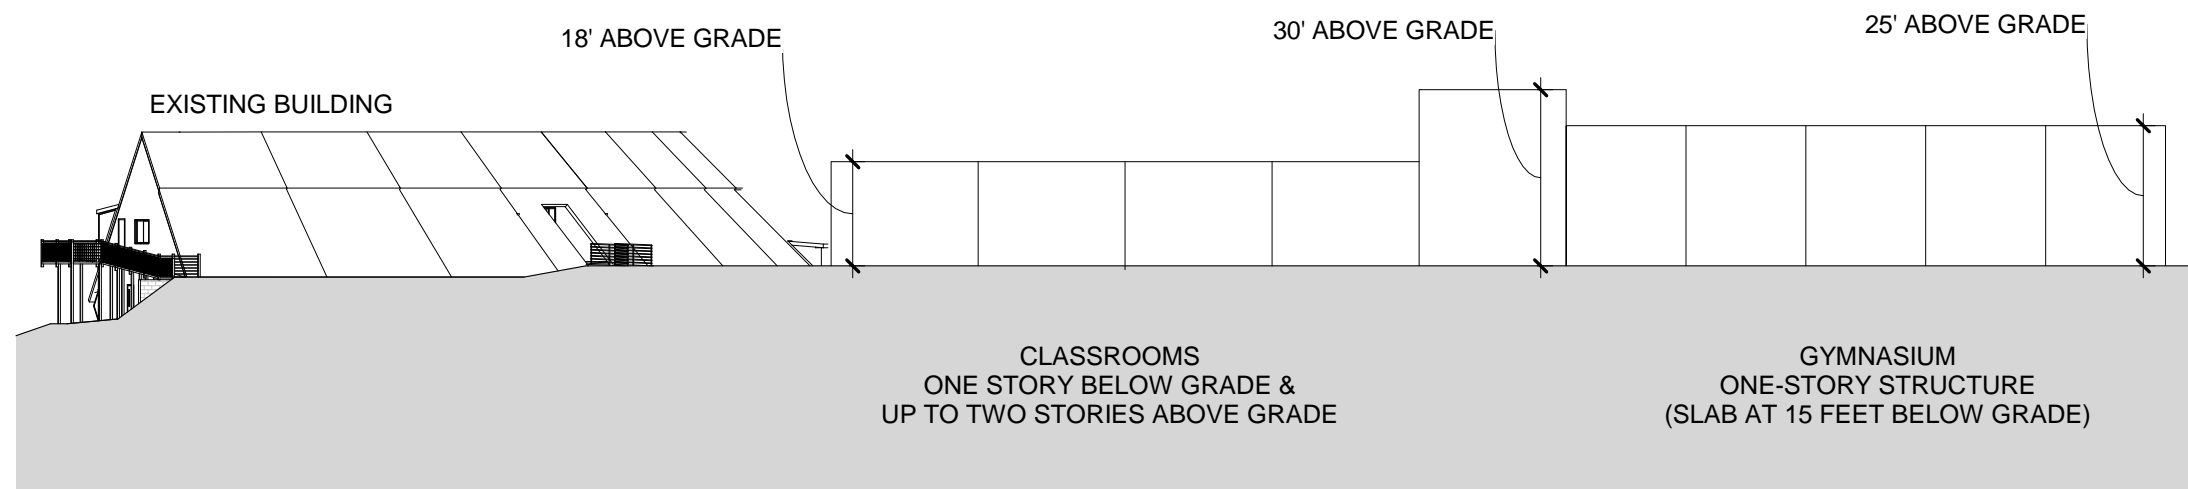 18' ABOVE GRADE
30' ABOVE GRADE
25' ABOVE GRADE
EXISTING BUILDING
CLASSROOMS
ONE STORY BELOW GRADE &
UP TO TWO STORIES ABOVE GRADE
GYMNASIUM
ONE-STORY STRUCTURE
(SLAB AT 15 FEET BELOW GRADE)